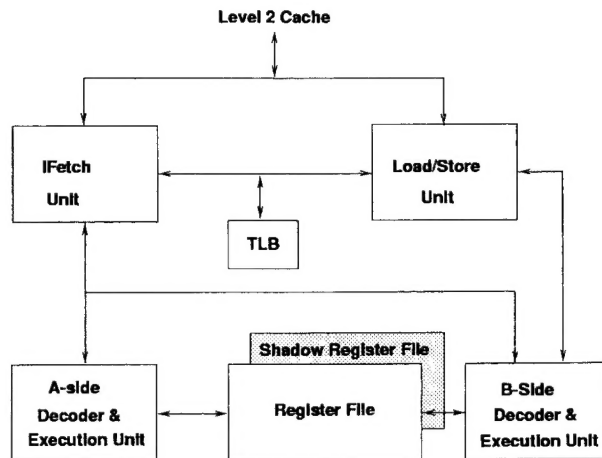 Level 2 Cache
IFetch
Unit
Load/Store
Unit
TLB
Shadow Register File
A-side
Decoder &
Execution Unit
Register File
B-Side
Decoder &
Execution Unit